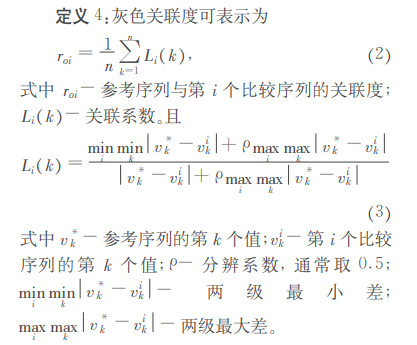 定义 4:灰色关联度可表示为
r_{oi} = \frac{1}{n} \sum_{k=1}^{n} L_i(k), (2)
式中 r_{oi}— 参考序列与第 i 个比较序列的关联度;
L_i(k)— 关联系数。且
L_i(k) = \frac{\min_i \min_k | v_k^* - v_k^i | + ρ \max_i \max_k | v_k^* - v_k^i |}{| v_k^* - v_k^i | + ρ \max_i \max_k | v_k^* - v_k^i |}
(3)
式中 v_k^* — 参考序列的第 k 个值;v_k^i— 第 i 个比较
序列的第 k 个值;ρ— 分辨系数, 通常取 0.5;
\min_i \min_k | v_k^* - v_k^i | — 两级最小差;
\max_i \max_k | v_k^* - v_k^i | — 两级最大差。